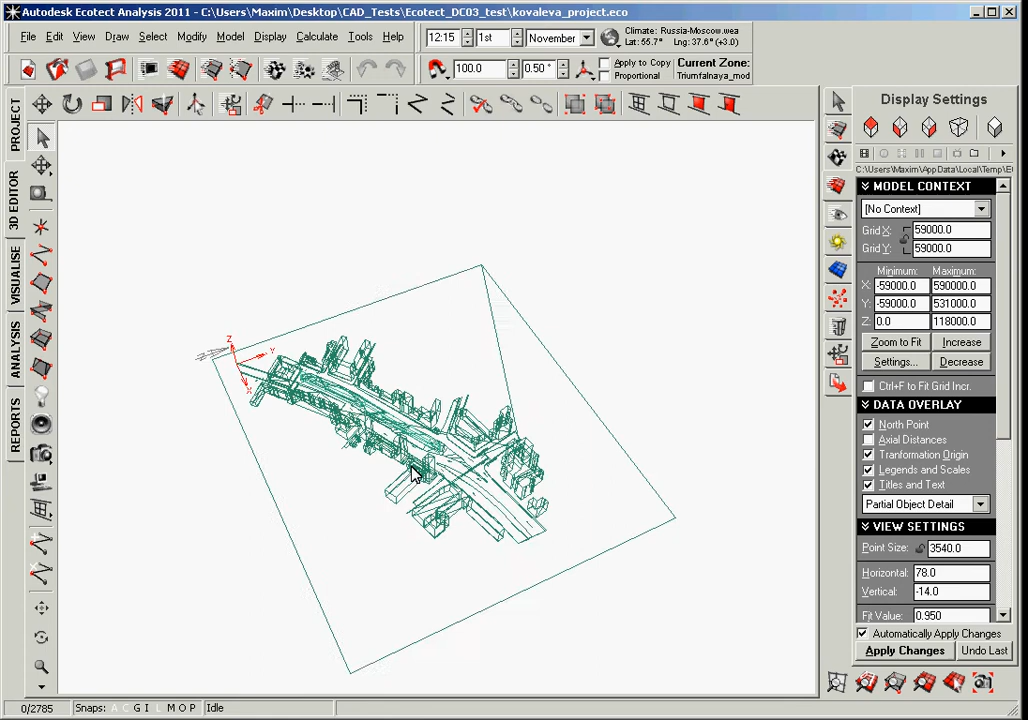 Autodesk Ecotect Analysis 2011 - C:\Users\Maxim\Desktop\CAD_Tests\Ecotect_DC03_test\kovaleva_project.eco
File Edit View Draw Select Modify Model Display Calculate Tools Help
12:15 1st November
Climate: Russia-Moscow.wea
Lat: 55.7° Lng: 37.6° (+3.0)
100.0 0.50 °
Apply to Copy
Proportional
Current Zone:
Triumfalnaya_mod
PROJECT
3D EDITOR
VISUALISE
ANALYSIS
REPORTS
Z
Y
X
Display Settings
MODEL CONTEXT
[No Context]
Grid X: 59000.0
Grid Y: 59000.0
Minimum: Maximum:
X: -59000.0 590000.0
Y: -59000.0 531000.0
Z: 0.0 118000.0
Zoom to Fit Increase
Settings... Decrease
Ctrl+F to Fit Grid Incr.
DATA OVERLAY
North Point
Axial Distances
Tranformation Origin
Legends and Scales
Titles and Text
Partial Object Detail
VIEW SETTINGS
Point Size: 3540.0
Horizontal: 78.0
Vertical: -14.0
Fit Value: 0.950
Automatically Apply Changes
Apply Changes Undo Last
0/2785 Snaps: A C G I L M O P Idle